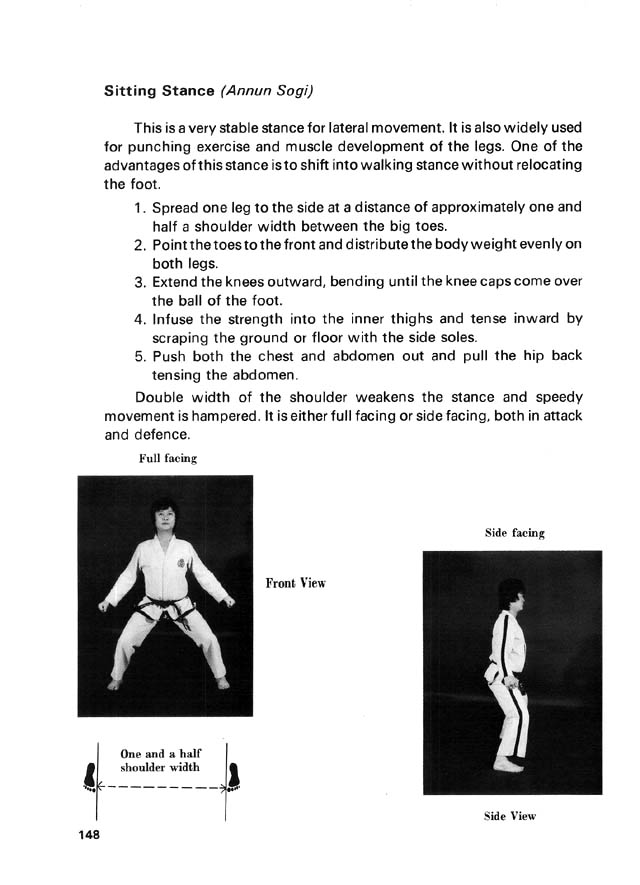 Sitting Stance (Annun Sogi)
This is a very stable stance for lateral movement. It is also widely used
for punching exercise and muscle development of the legs. One of the
advantages of this stance is to shift into walking stance without relocating
the foot.
1. Spread one leg to the side at a distance of approximately one and
half a shoulder width between the big toes.
2. Point the toes to the front and distribute the body weight evenly on
both legs.
3. Extend the knees outward, bending until the knee caps come over
the ball of the foot.
4. Infuse the strength into the inner thighs and tense inward by
scraping the ground or floor with the side soles.
5. Push both the chest and abdomen out and pull the hip back
tensing the abdomen.
Double width of the shoulder weakens the stance and speedy
movement is hampered. It is either full facing or side facing, both in attack
and defence.
Full facing
Side facing
Front View
One and a half
shoulder width
Side View
148